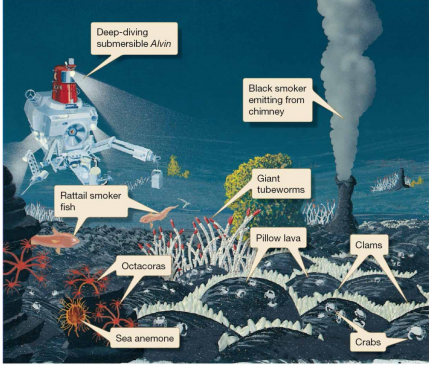 Deep-diving
submersible Alvin
Black smoker
emitting from
chimney
Giant
tubeworms
Rattail smoker
fish
Pillow lava
Clams
Octacoras
Sea anemone
Crabs